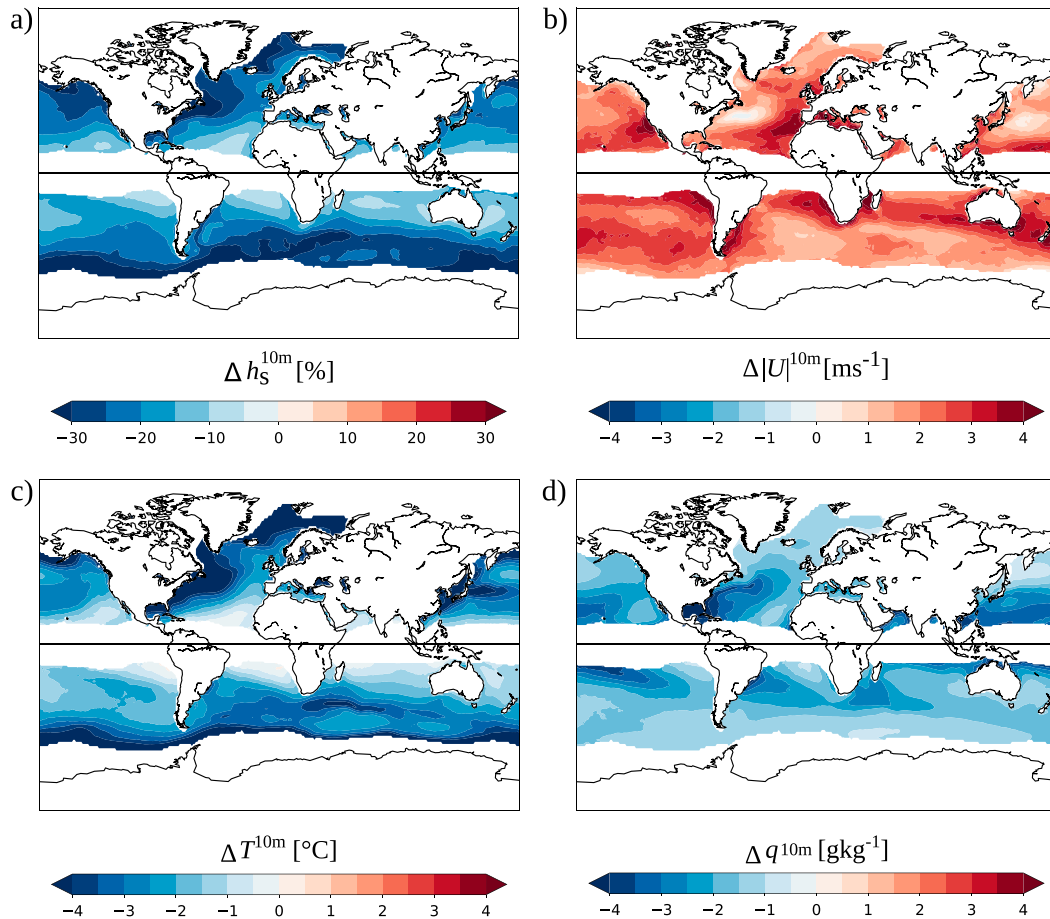 a)
b)
Δ h_S^10m [%]
Δ|U|^10m [ms^-1]
−30 −20 −10 0 10 20 30
−4 −3 −2 −1 0 1 2 3 4
c)
d)
Δ T^10m [°C]
Δ q^10m [gkg^-1]
−4 −3 −2 −1 0 1 2 3 4
−4 −3 −2 −1 0 1 2 3 4